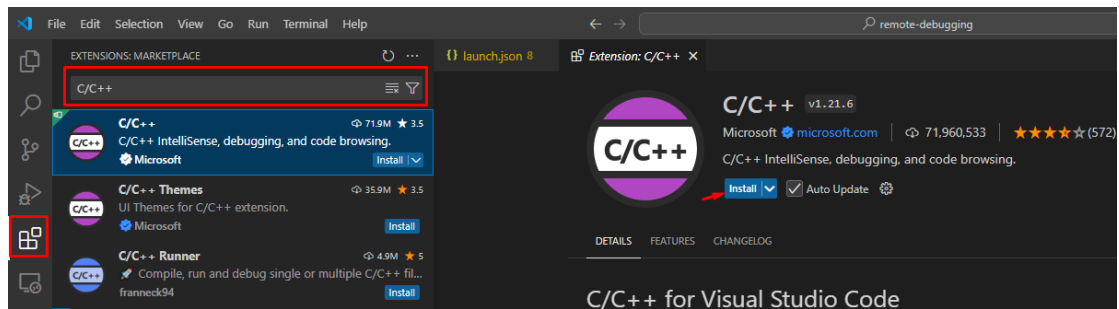 File Edit Selection View Go Run Terminal Help
remote-debugging
EXTENSIONS: MARKETPLACE
C/C++
C/C++ 71.9M 3.5
C/C++
C/C++ IntelliSense, debugging, and code browsing.
Microsoft Install
C/C++ Themes 35.9M 3.5
C/C++
UI Themes for C/C++ extension.
Microsoft Install
C/C++ Runner 4.9M 5
C/C++
Compile, run and debug single or multiple C/C++ fil...
franneck94 Install
{} launch.json 8
Extension: C/C++
C/C++
C/C++ v1.21.6
Microsoft microsoft.com 71,960,533 (572)
C/C++ IntelliSense, debugging, and code browsing.
Install Auto Update
DETAILS FEATURES CHANGELOG
C/C++ for Visual Studio Code